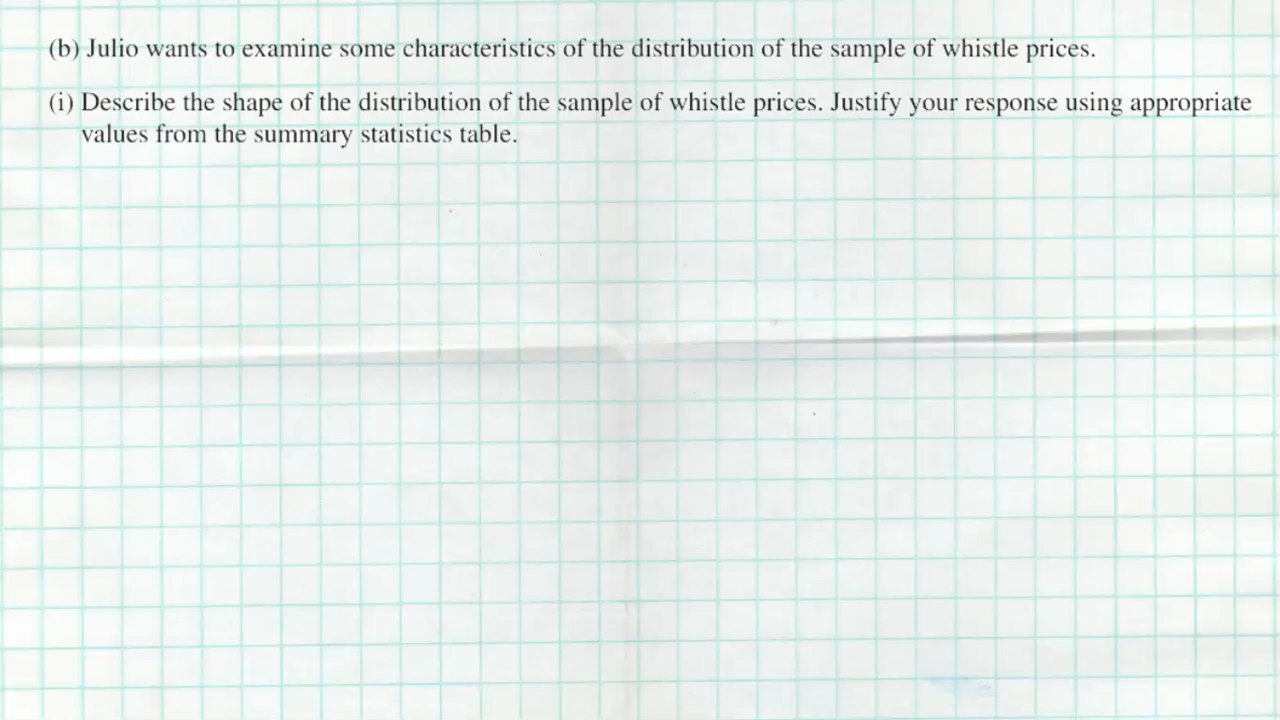 (b) Julio wants to examine some characteristics of the distribution of the sample of whistle prices.
(i) Describe the shape of the distribution of the sample of whistle prices. Justify your response using appropriate
values from the summary statistics table.